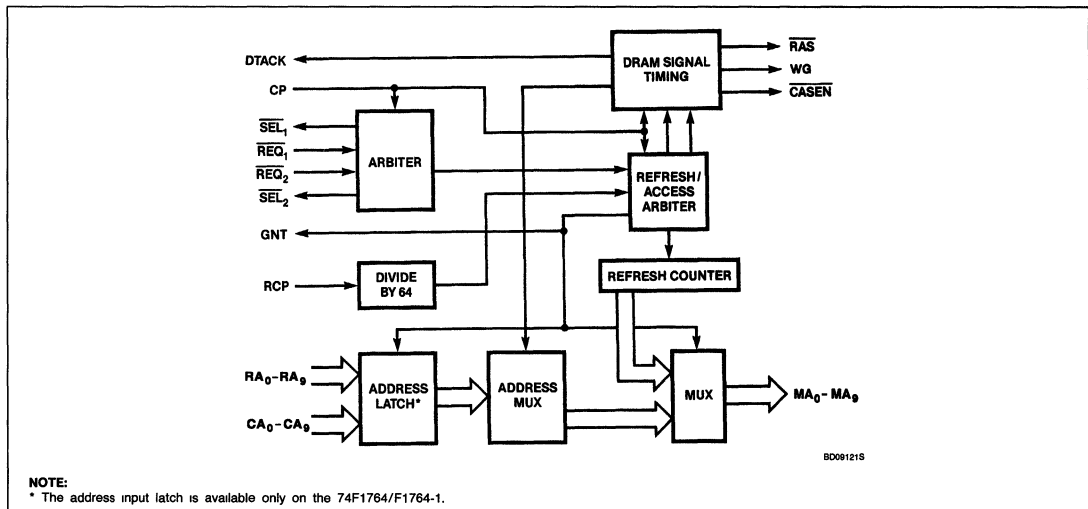 DTACK
CP
SEL1
REQ1
REQ2
SEL2
GNT
RCP
RA0–RA9
CA0–CA9
ARBITER
DIVIDE
BY 64
ADDRESS
LATCH*
ADDRESS
MUX
DRAM SIGNAL
TIMING
REFRESH/
ACCESS
ARBITER
REFRESH COUNTER
MUX
RAS
WG
CASEN
MA0–MA9
BD09121S
NOTE:
* The address input latch is available only on the 74F1764/F1764-1.